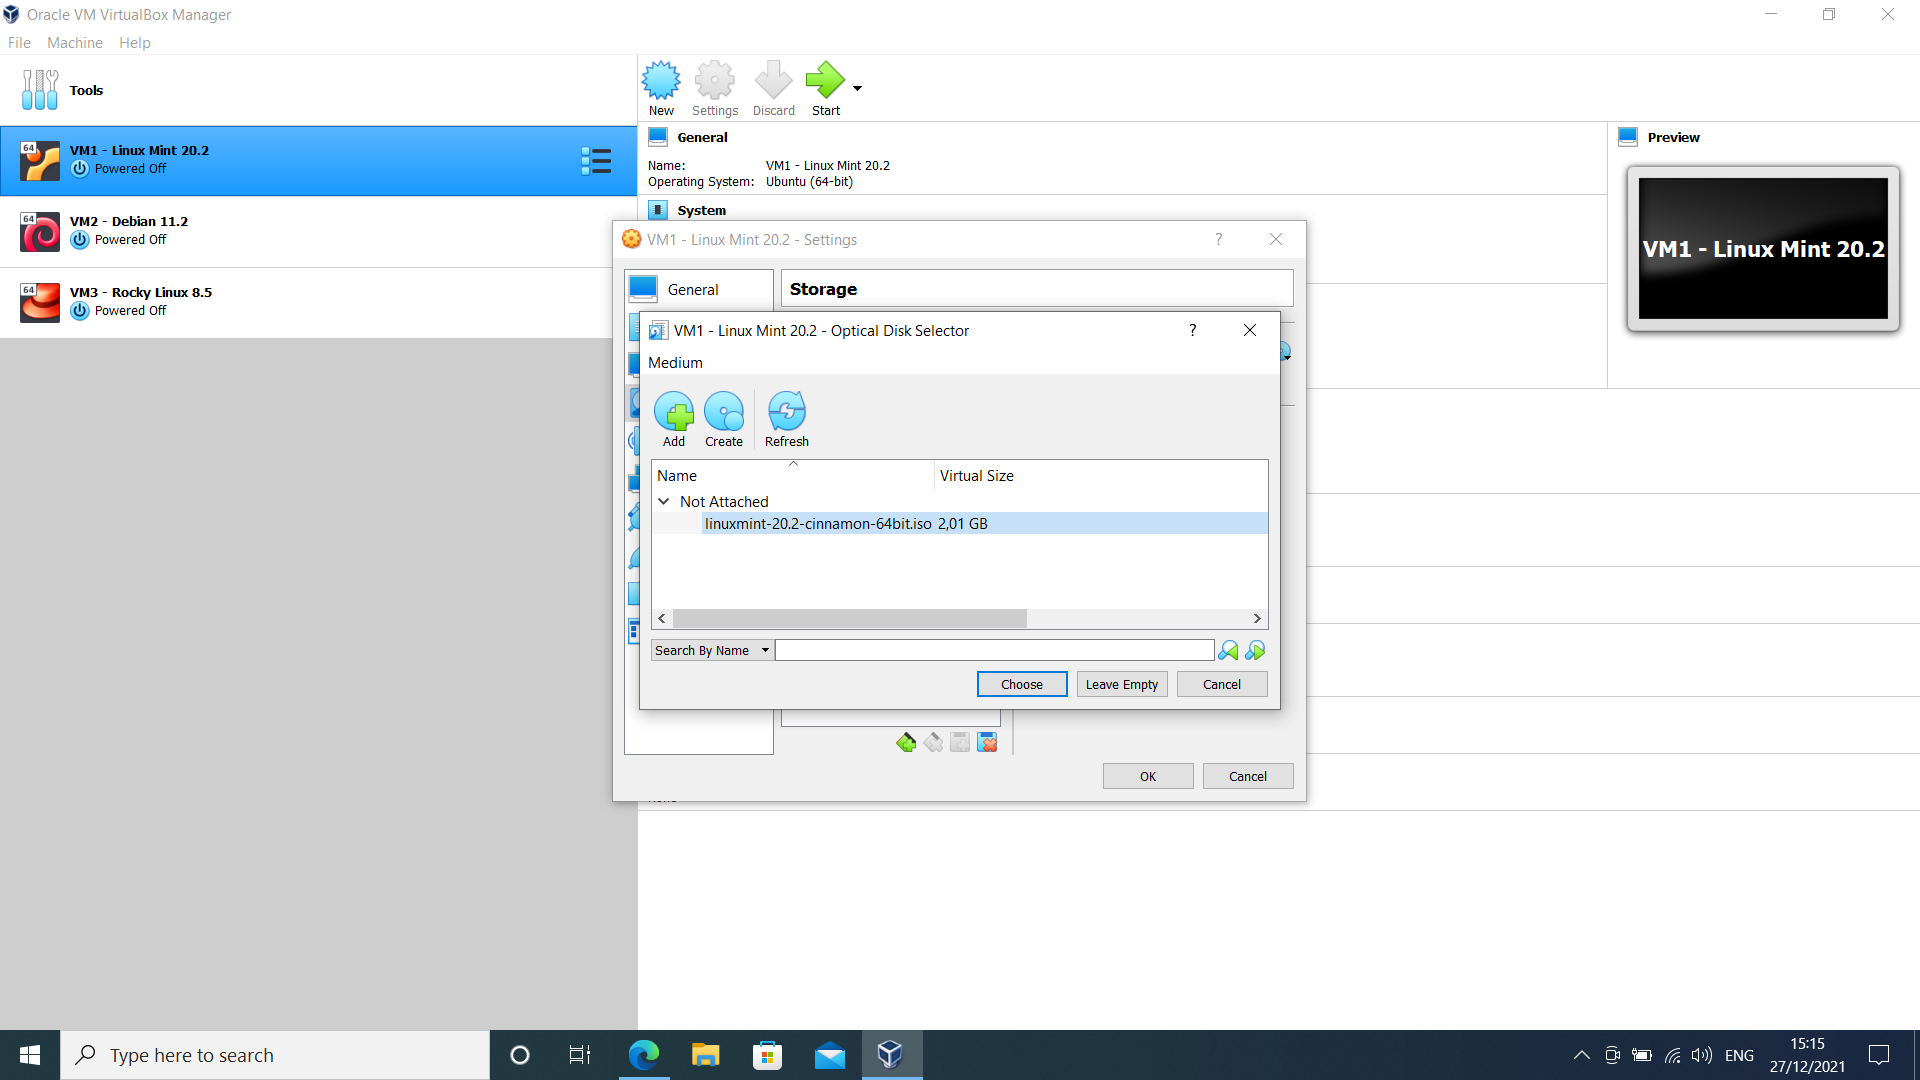 Oracle VM VirtualBox Manager
File Machine Help
Tools
64
VM1 - Linux Mint 20.2
Powered Off
64
VM2 - Debian 11.2
Powered Off
64
VM3 - Rocky Linux 8.5
Powered Off
New Settings Discard Start
General
Name: VM1 - Linux Mint 20.2
Operating System: Ubuntu (64-bit)
System
Preview
VM1 - Linux Mint 20.2
VM1 - Linux Mint 20.2 - Settings
?
General
Storage
VM1 - Linux Mint 20.2 - Optical Disk Selector
?
Medium
Add Create Refresh
Name Virtual Size
Not Attached
linuxmint-20.2-cinnamon-64bit.iso 2,01 GB
Search By Name
Choose Leave Empty Cancel
OK Cancel
Type here to search
ENG
15:15
27/12/2021